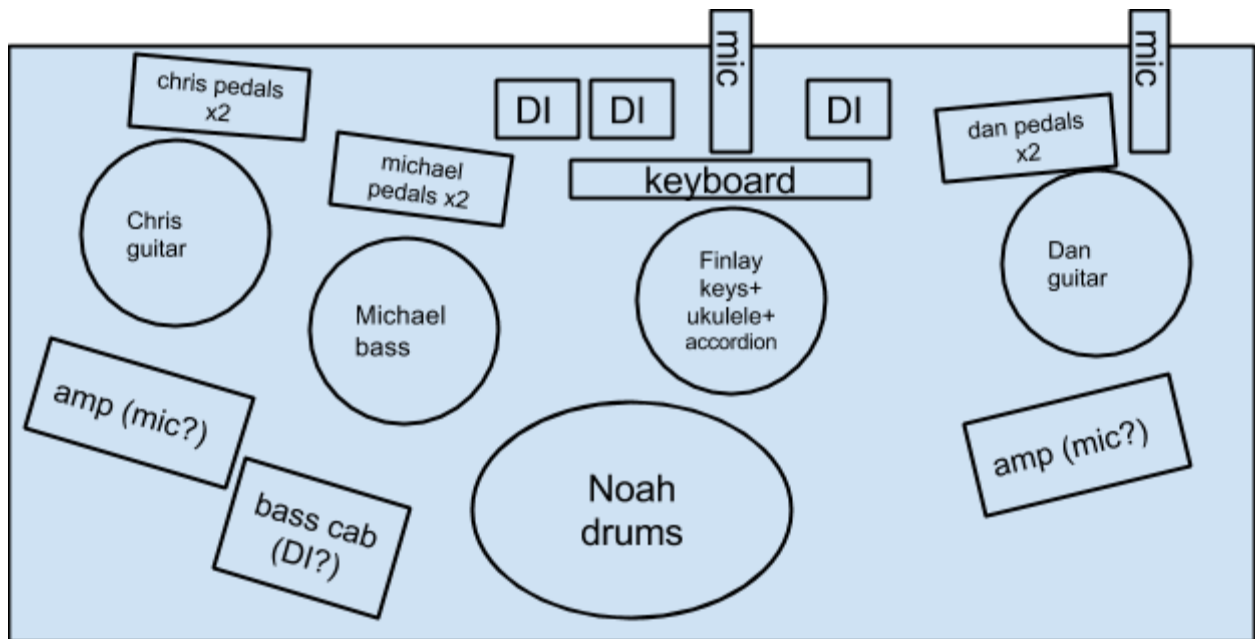 mic
mic
chris pedals
x2
DI
DI
DI
dan pedals
x2
michael
pedals x2
keyboard
Chris
guitar
Michael
bass
Finlay
keys+
ukulele+
accordion
Dan
guitar
amp (mic?)
bass cab
(DI?)
Noah
drums
amp (mic?)